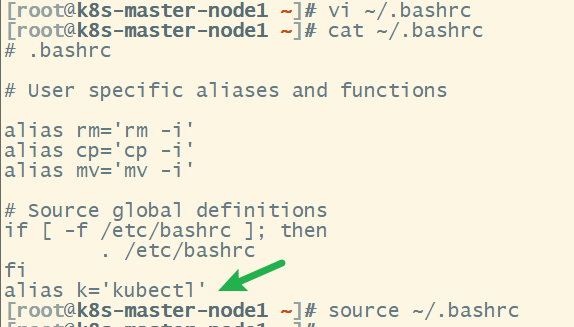 [root@k8s-master-node1 ~]# vi ~/.bashrc
[root@k8s-master-node1 ~]# cat ~/.bashrc
# .bashrc

# User specific aliases and functions

alias rm='rm -i'
alias cp='cp -i'
alias mv='mv -i'

# Source global definitions
if [ -f /etc/bashrc ]; then
        . /etc/bashrc
fi
alias k='kubectl'
[root@k8s-master-node1 ~]# source ~/.bashrc